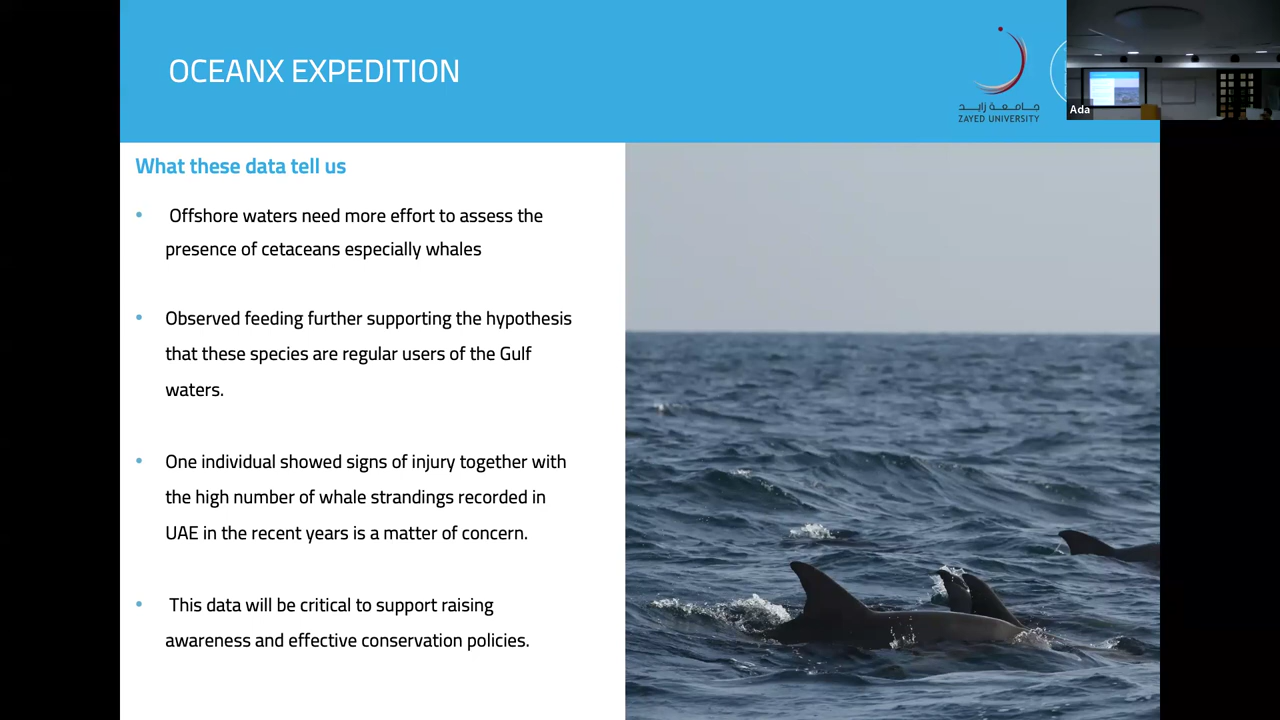 OCEANX EXPEDITION
جامعة زايد
ZAYED UNIVERSITY
Ada
What these data tell us
• Offshore waters need more effort to assess the
presence of cetaceans especially whales
• Observed feeding further supporting the hypothesis
that these species are regular users of the Gulf
waters.
• One individual showed signs of injury together with
the high number of whale strandings recorded in
UAE in the recent years is a matter of concern.
• This data will be critical to support raising
awareness and effective conservation policies.